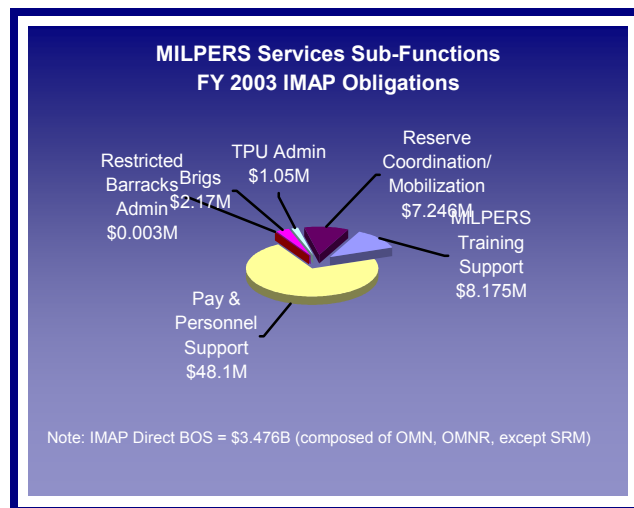 MILPERS Services Sub-Functions
FY 2003 IMAP Obligations
Restricted
Barracks
Admin
$0.003M
Brigs
$2.17M
TPU Admin
$1.05M
Reserve
Coordination/
Mobilization
$7.246M
MILPERS
Training
Support
$8.175M
Pay &
Personnel
Support
$48.1M
Note: IMAP Direct BOS = $3.476B (composed of OMN, OMNR, except SRM)